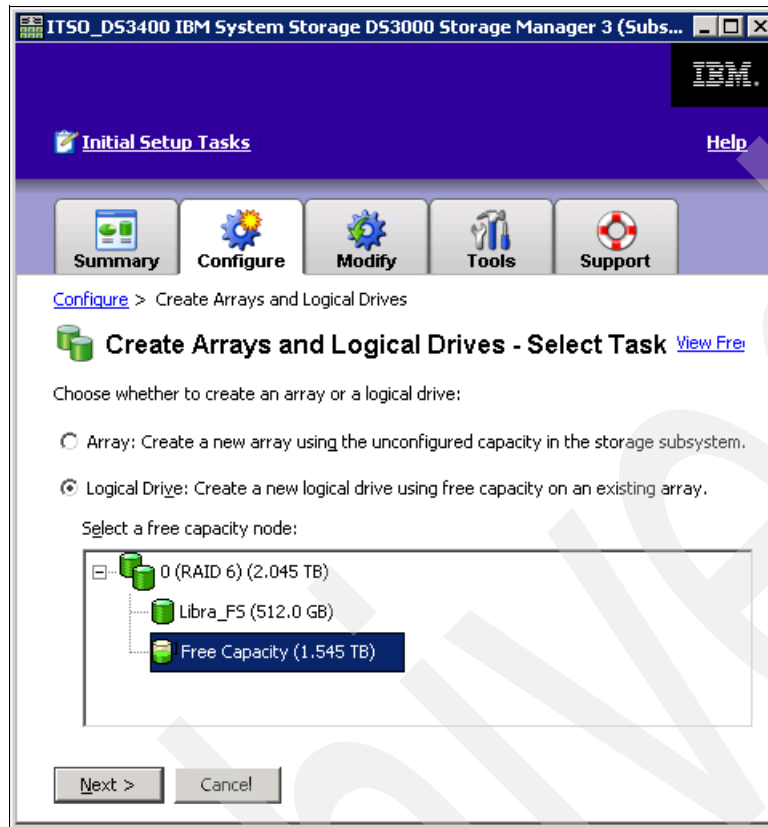 ITSO_DS3400 IBM System Storage DS3000 Storage Manager 3 (Subs...
IBM.
Initial Setup Tasks
Help
Summary
Configure
Modify
Tools
Support
Configure > Create Arrays and Logical Drives
Create Arrays and Logical Drives - Select Task View Free
Choose whether to create an array or a logical drive:
Array: Create a new array using the unconfigured capacity in the storage subsystem.
Logical Drive: Create a new logical drive using free capacity on an existing array.
Select a free capacity node:
0 (RAID 6) (2.045 TB)
Libra_FS (512.0 GB)
Free Capacity (1.545 TB)
Next >
Cancel